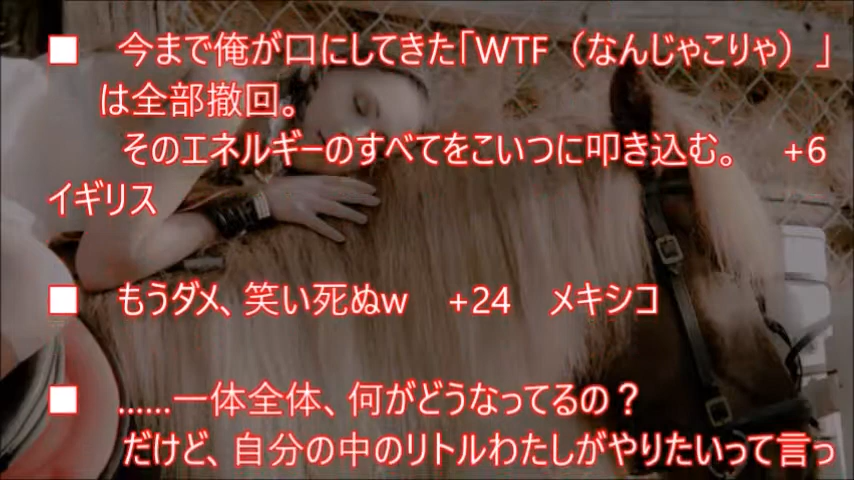 ■　今まで俺が口にしてきた「WTF（なんじゃこりゃ）」
は全部撤回。
そのエネルギーのすべてをこいつに叩き込む。　+6
イギリス
■　もうダメ、笑い死ぬw　+24　メキシコ
■　......一体全体、何がどうなってるの？
だけど、自分の中のリトルわたしがやりたいって言っ